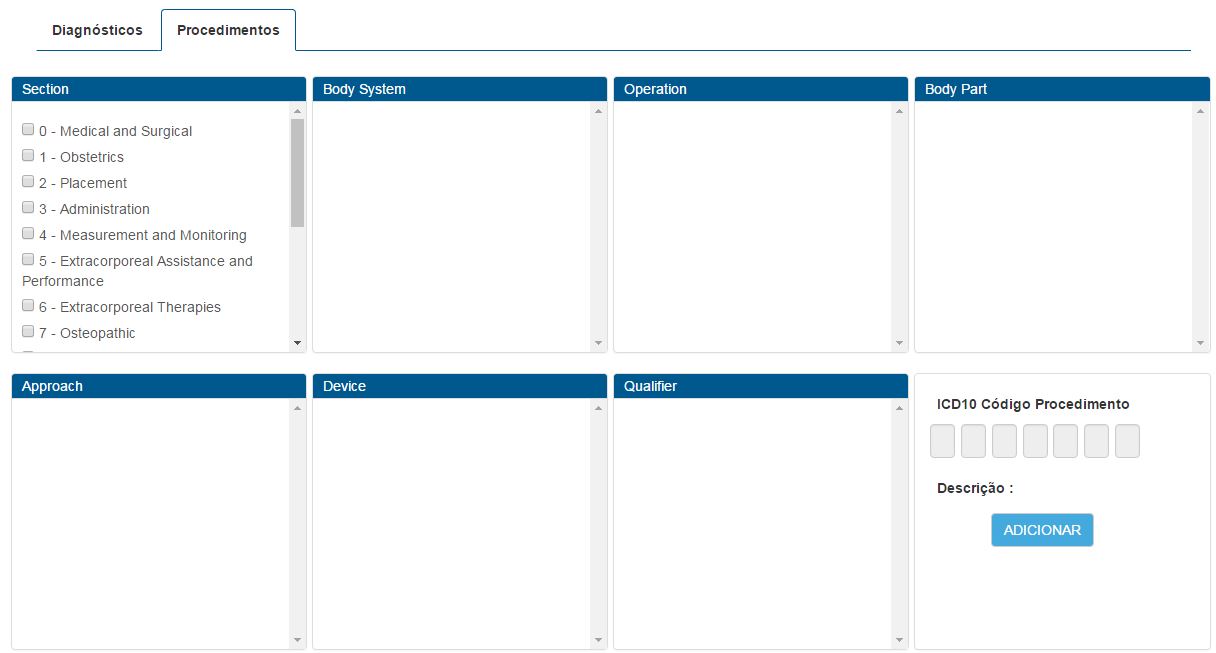 Diagnósticos
Procedimentos
Section
Body System
Operation
Body Part
0 - Medical and Surgical
1 - Obstetrics
2 - Placement
3 - Administration
4 - Measurement and Monitoring
5 - Extracorporeal Assistance and
Performance
6 - Extracorporeal Therapies
7 - Osteopathic
Approach
Device
Qualifier
ICD10 Código Procedimento
Descrição :
ADICIONAR